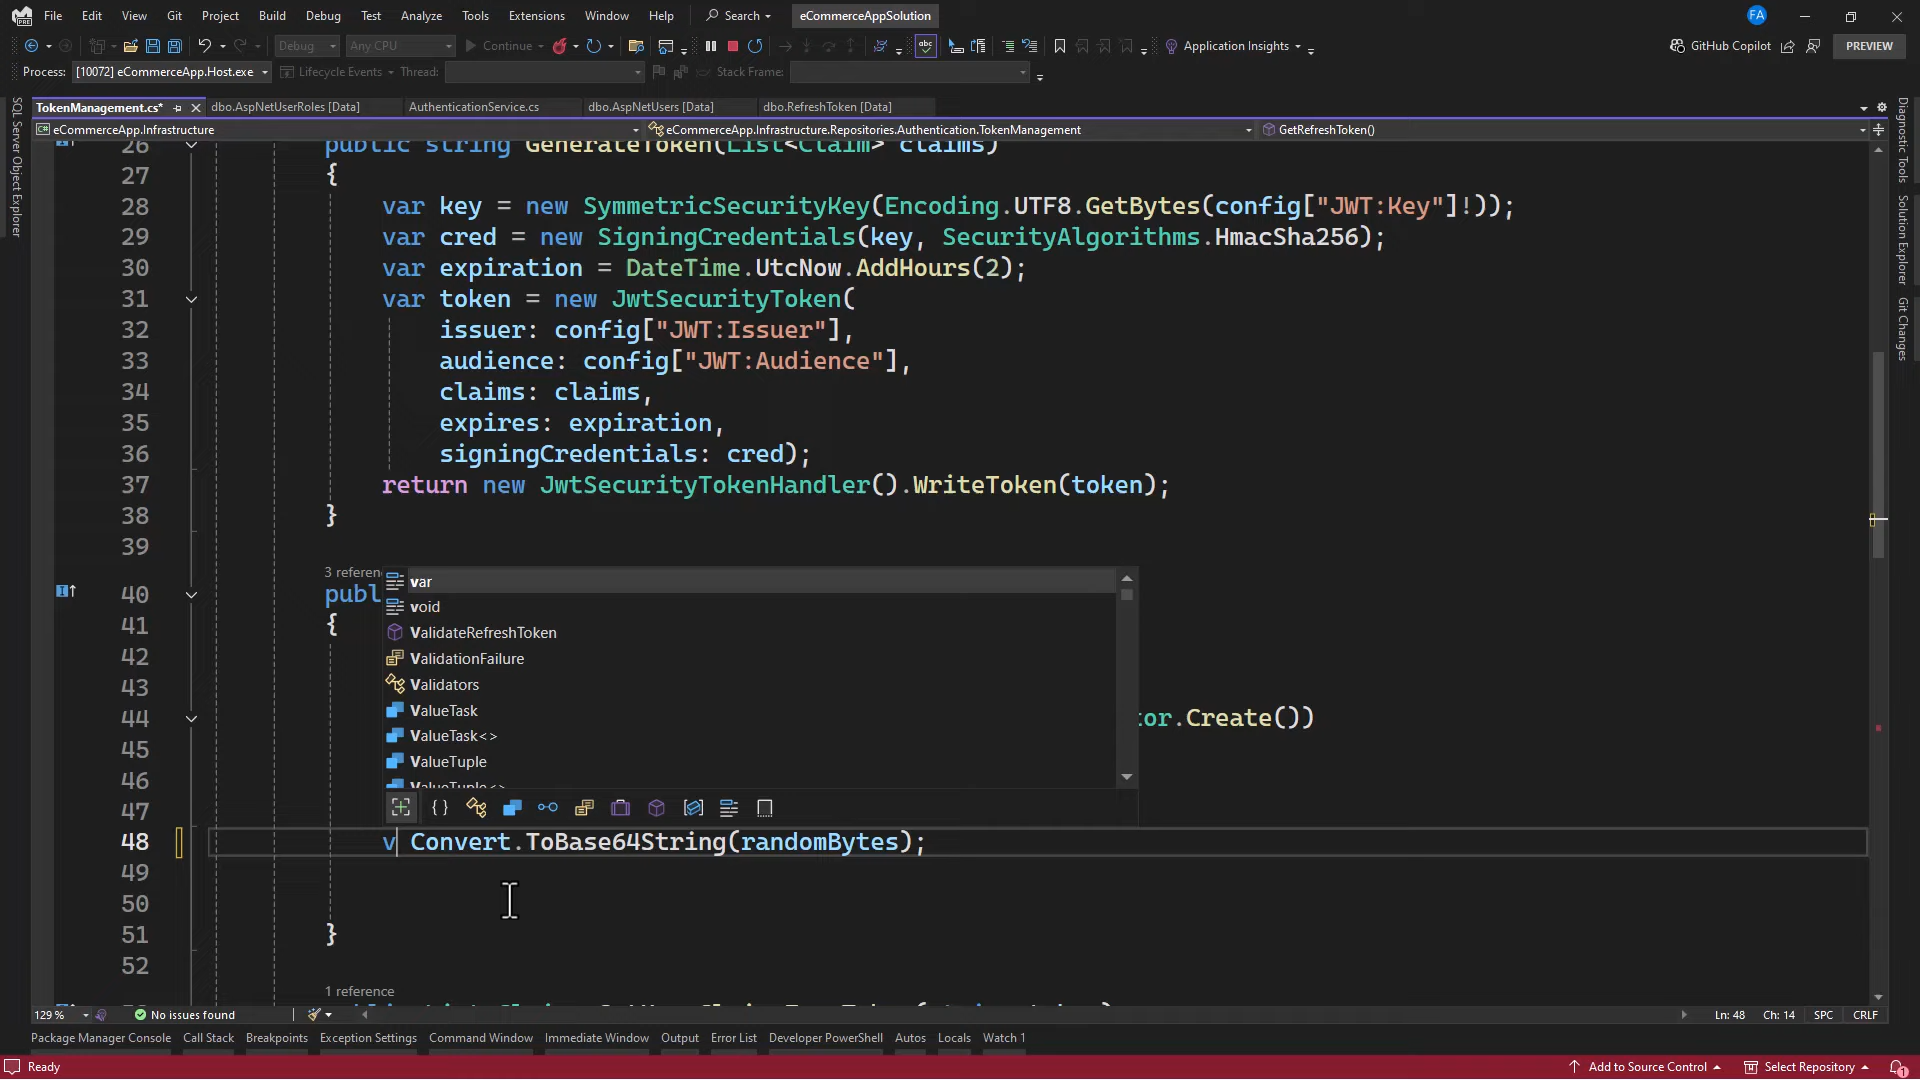 File Edit View Git Project Build Debug Test Analyze Tools Extensions Window Help Search eCommerceAppSolution FA
Debug Any CPU Continue abc Application Insights GitHub Copilot PREVIEW
Process: [10072] eCommerceApp.Host.exe Lifecycle Events Thread: Stack Frame:
TokenManagement.cs* dbo.AspNetUserRoles [Data] AuthenticationService.cs dbo.AspNetUsers [Data] dbo.RefreshToken [Data]
eCommerceApp.Infrastructure eCommerceApp.Infrastructure.Repositories.Authentication.TokenManagement GetRefreshToken()
SQL Server Object Explorer
Diagnostic Tools
Solution Explorer
Git Changes
26 public string GenerateToken(List<Claim> claims)
27 {
28 var key = new SymmetricSecurityKey(Encoding.UTF8.GetBytes(config["JWT:Key"]!));
29 var cred = new SigningCredentials(key, SecurityAlgorithms.HmacSha256);
30 var expiration = DateTime.UtcNow.AddHours(2);
31 var token = new JwtSecurityToken(
32 issuer: config["JWT:Issuer"],
33 audience: config["JWT:Audience"],
34 claims: claims,
35 expires: expiration,
36 signingCredentials: cred);
37 return new JwtSecurityTokenHandler().WriteToken(token);
38 }
39
3 referen
40 publ
41 {
42
43
44 tor.Create())
45
46
47
var
void
ValidateRefreshToken
ValidationFailure
Validators
ValueTask
ValueTask<>
ValueTuple
ValueTuple<>
48 v Convert.ToBase64String(randomBytes);
49
50
51 }
52
1 reference
129 % No issues found Ln: 48 Ch: 14 SPC CRLF
Package Manager Console Call Stack Breakpoints Exception Settings Command Window Immediate Window Output Error List Developer PowerShell Autos Locals Watch 1
Ready Add to Source Control Select Repository 1